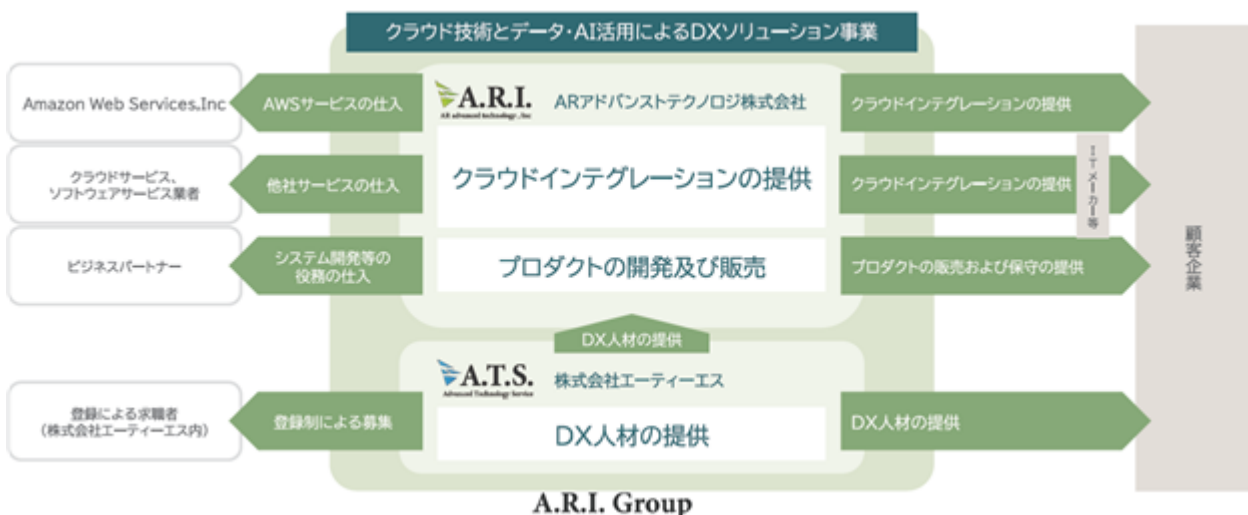 クラウド技術とデータ・AI活用によるDXソリューション事業
Amazon Web Services,Inc
AWSサービスの仕入
A.R.I.
AR advanced technology , Inc
ARアドバンストテクノロジ株式会社
クラウドインテグレーションの提供
クラウドサービス、
ソフトウェアサービス業者
他社サービスの仕入
クラウドインテグレーションの提供
クラウドインテグレーションの提供
ITメーカー等
ビジネスパートナー
システム開発等の
役務の仕入
プロダクトの開発及び販売
プロダクトの販売および保守の提供
顧客企業
DX人材の提供
A.T.S.
Advanced Technology Service
株式会社エーティーエス
登録による求職者
(株式会社エーティーエス内)
登録制による募集
DX人材の提供
DX人材の提供
A.R.I. Group